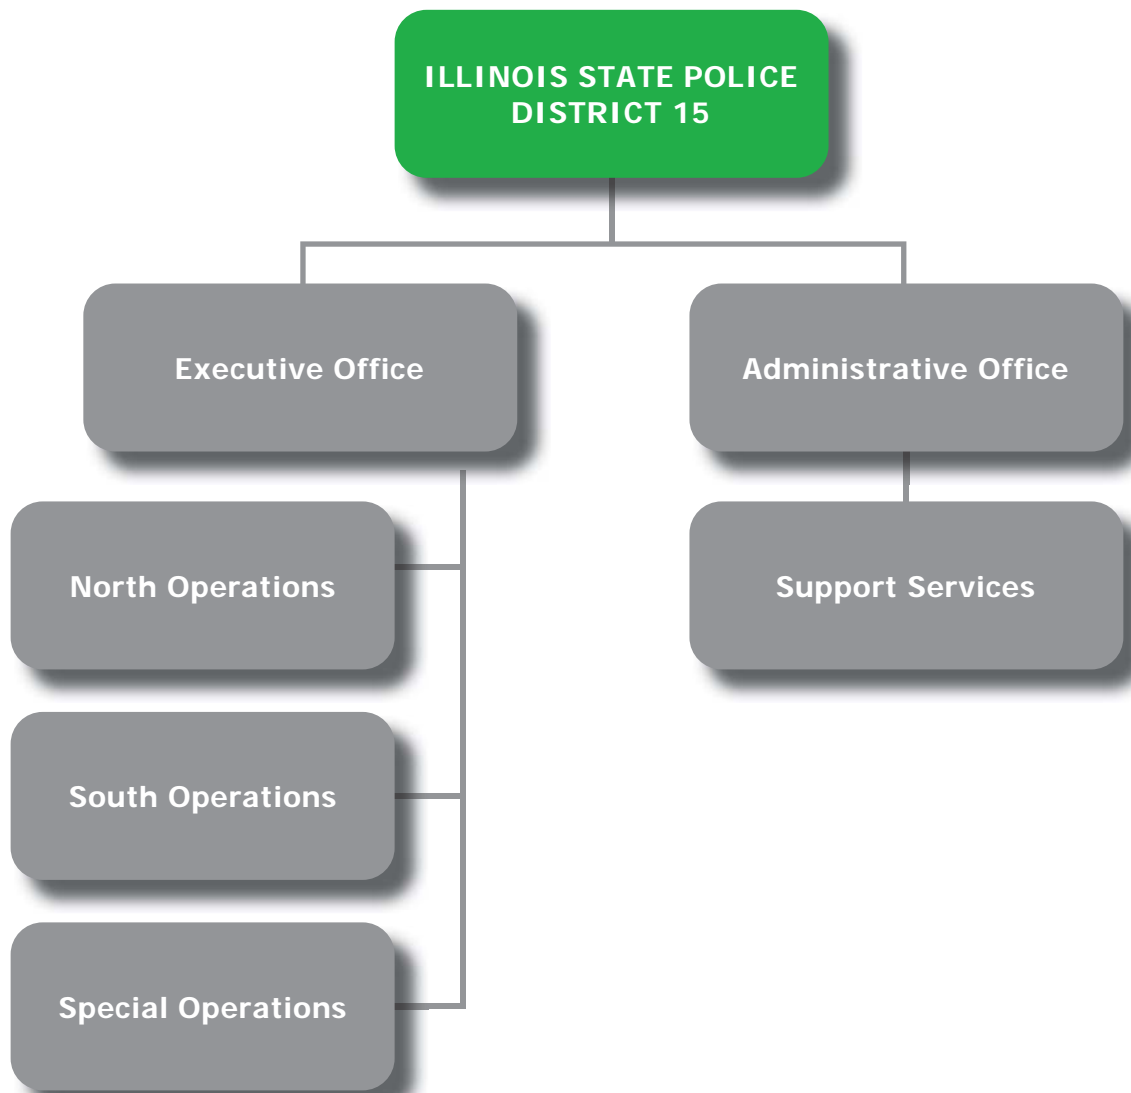 ILLINOIS STATE POLICE
DISTRICT 15
Executive Office
Administrative Office
North Operations
Support Services
South Operations
Special Operations